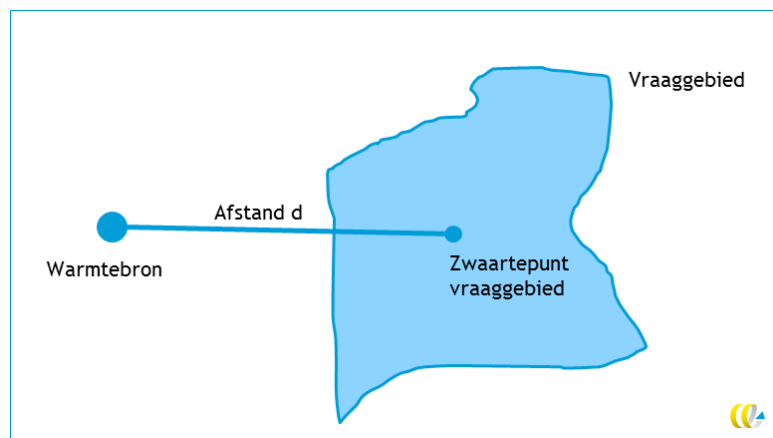 Vraaggebied
Afstand d
Warmtebron
Zwaartepunt
vraaggebied